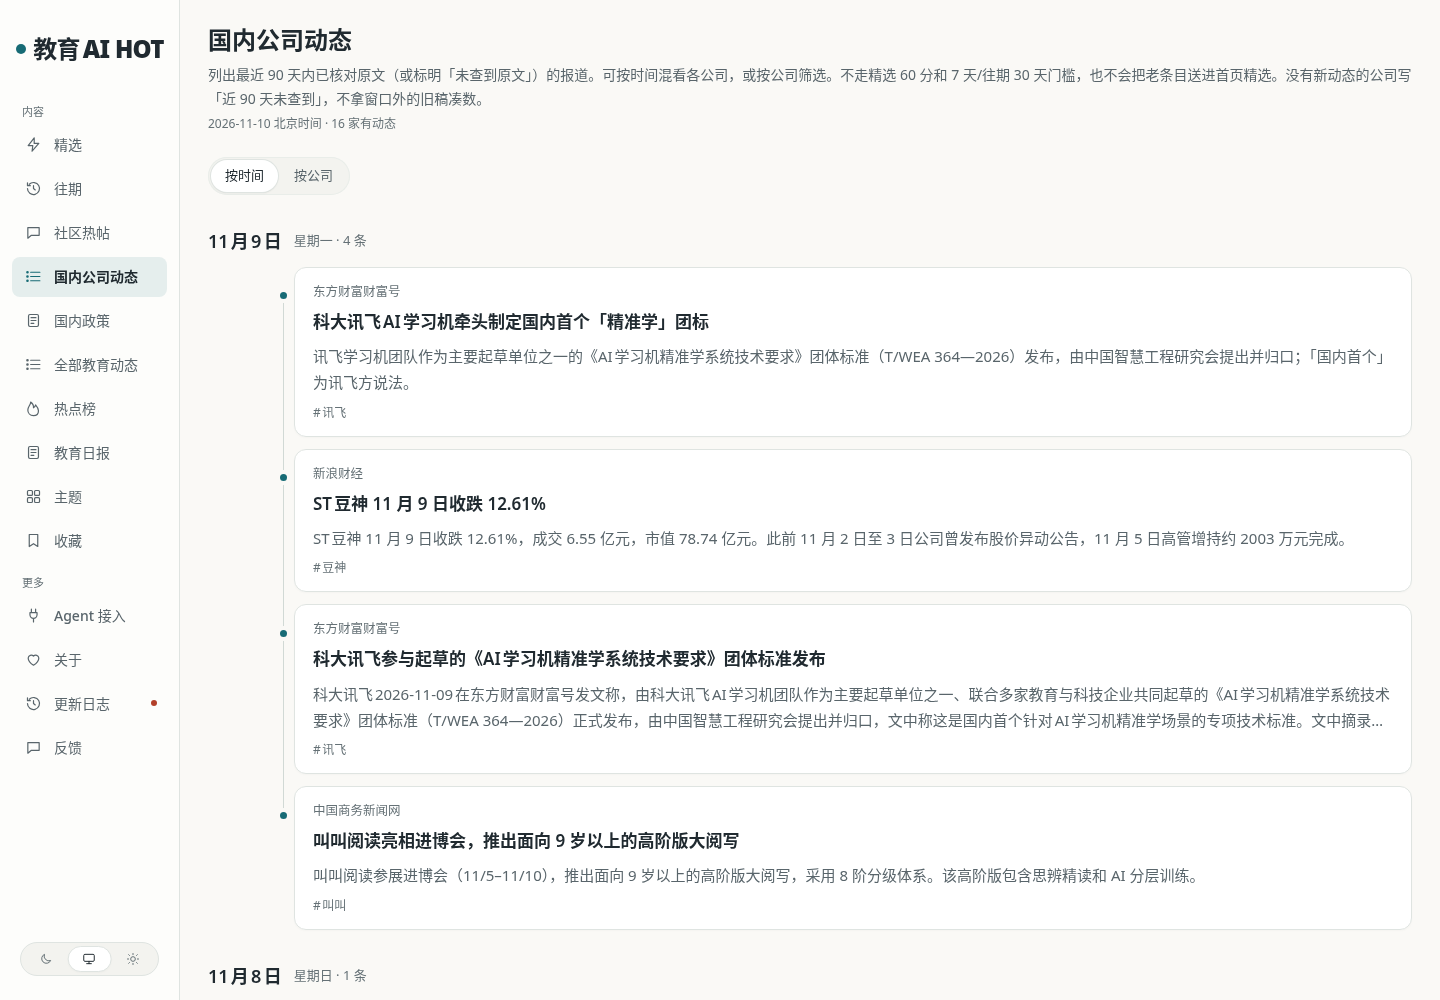 教育 AI HOT
内容
精选
往期
社区热帖
国内公司动态
国内政策
全部教育动态
热点榜
教育日报
主题
收藏
更多
Agent 接入
关于
更新日志
反馈
国内公司动态
列出最近 90 天内已核对原文（或标明「未查到原文」）的报道。可按时间混看各公司，或按公司筛选。不走精选 60 分和 7 天/往期 30 天门槛，也不会把老条目送进首页精选。没有新动态的公司写
「近 90 天未查到」，不拿窗口外的旧稿凑数。
2026-11-10 北京时间 · 16 家有动态
按时间
按公司
11月9日 星期一 · 4 条
东方财富财富号
科大讯飞AI学习机牵头制定国内首个「精准学」团标
讯飞学习机团队作为主要起草单位之一的《AI学习机精准学系统技术要求》团体标准（T/WEA 364—2026）发布，由中国智慧工程研究会提出并归口；「国内首个」
为讯飞方说法。
#讯飞
新浪财经
ST豆神 11 月 9 日收跌 12.61%
ST豆神 11 月 9 日收跌 12.61%，成交 6.55 亿元，市值 78.74 亿元。此前 11 月 2 日至 3 日公司曾发布股价异动公告，11 月 5 日高管增持约 2003 万元完成。
#豆神
东方财富财富号
科大讯飞参与起草的《AI学习机精准学系统技术要求》团体标准发布
科大讯飞2026-11-09在东方财富财富号发文称，由科大讯飞AI学习机团队作为主要起草单位之一、联合多家教育与科技企业共同起草的《AI学习机精准学系统技术
要求》团体标准（T/WEA 364—2026）正式发布，由中国智慧工程研究会提出并归口，文中称这是国内首个针对AI学习机精准学场景的专项技术标准。文中摘录...
#讯飞
中国商务新闻网
叫叫阅读亮相进博会，推出面向 9 岁以上的高阶版大阅写
叫叫阅读参展进博会（11/5–11/10），推出面向 9 岁以上的高阶版大阅写，采用 8 阶分级体系。该高阶版包含思辨精读和 AI 分层训练。
#叫叫
11月8日 星期日 · 1 条